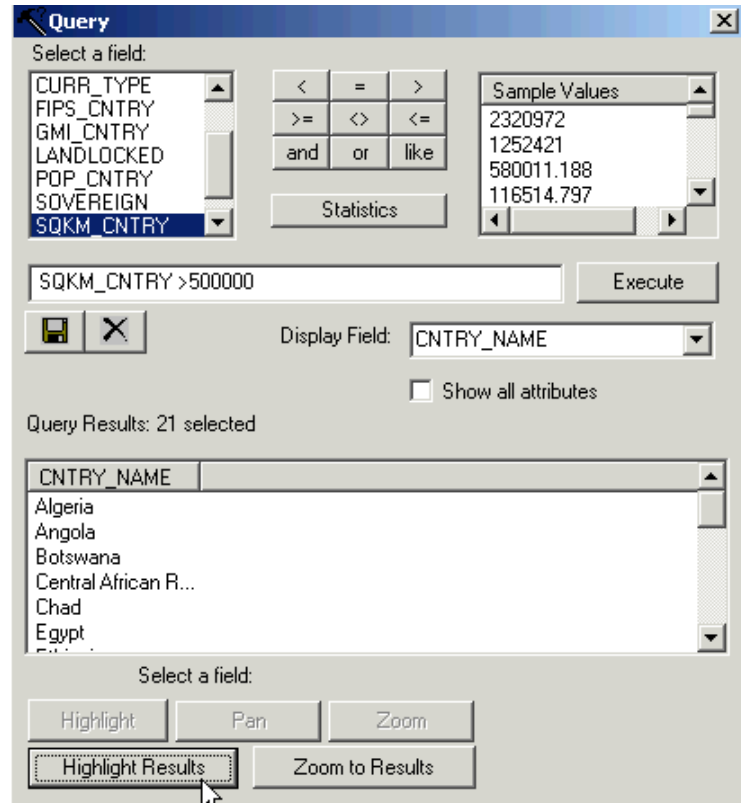 Query
Select a field:
CURR_TYPE
FIPS_CNTRY
GMI_CNTRY
LANDLOCKED
POP_CNTRY
SOVEREIGN
SQKM_CNTRY
< = >
>= <> <=
and or like
Statistics
Sample Values
2320972
1252421
580011.188
116514.797
SQKM_CNTRY >500000
Execute
Display Field: CNTRY_NAME
Show all attributes
Query Results: 21 selected
CNTRY_NAME
Algeria
Angola
Botswana
Central African R...
Chad
Egypt
Select a field:
Highlight Pan Zoom
Highlight Results Zoom to Results